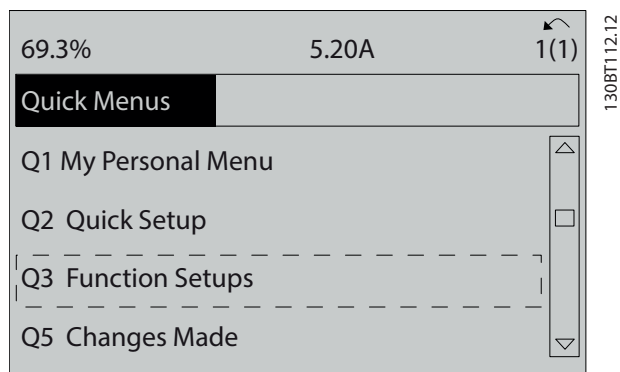 69.3% 5.20A 1(1)
Quick Menus
Q1 My Personal Menu
Q2 Quick Setup
Q3 Function Setups
Q5 Changes Made
130BT112.12